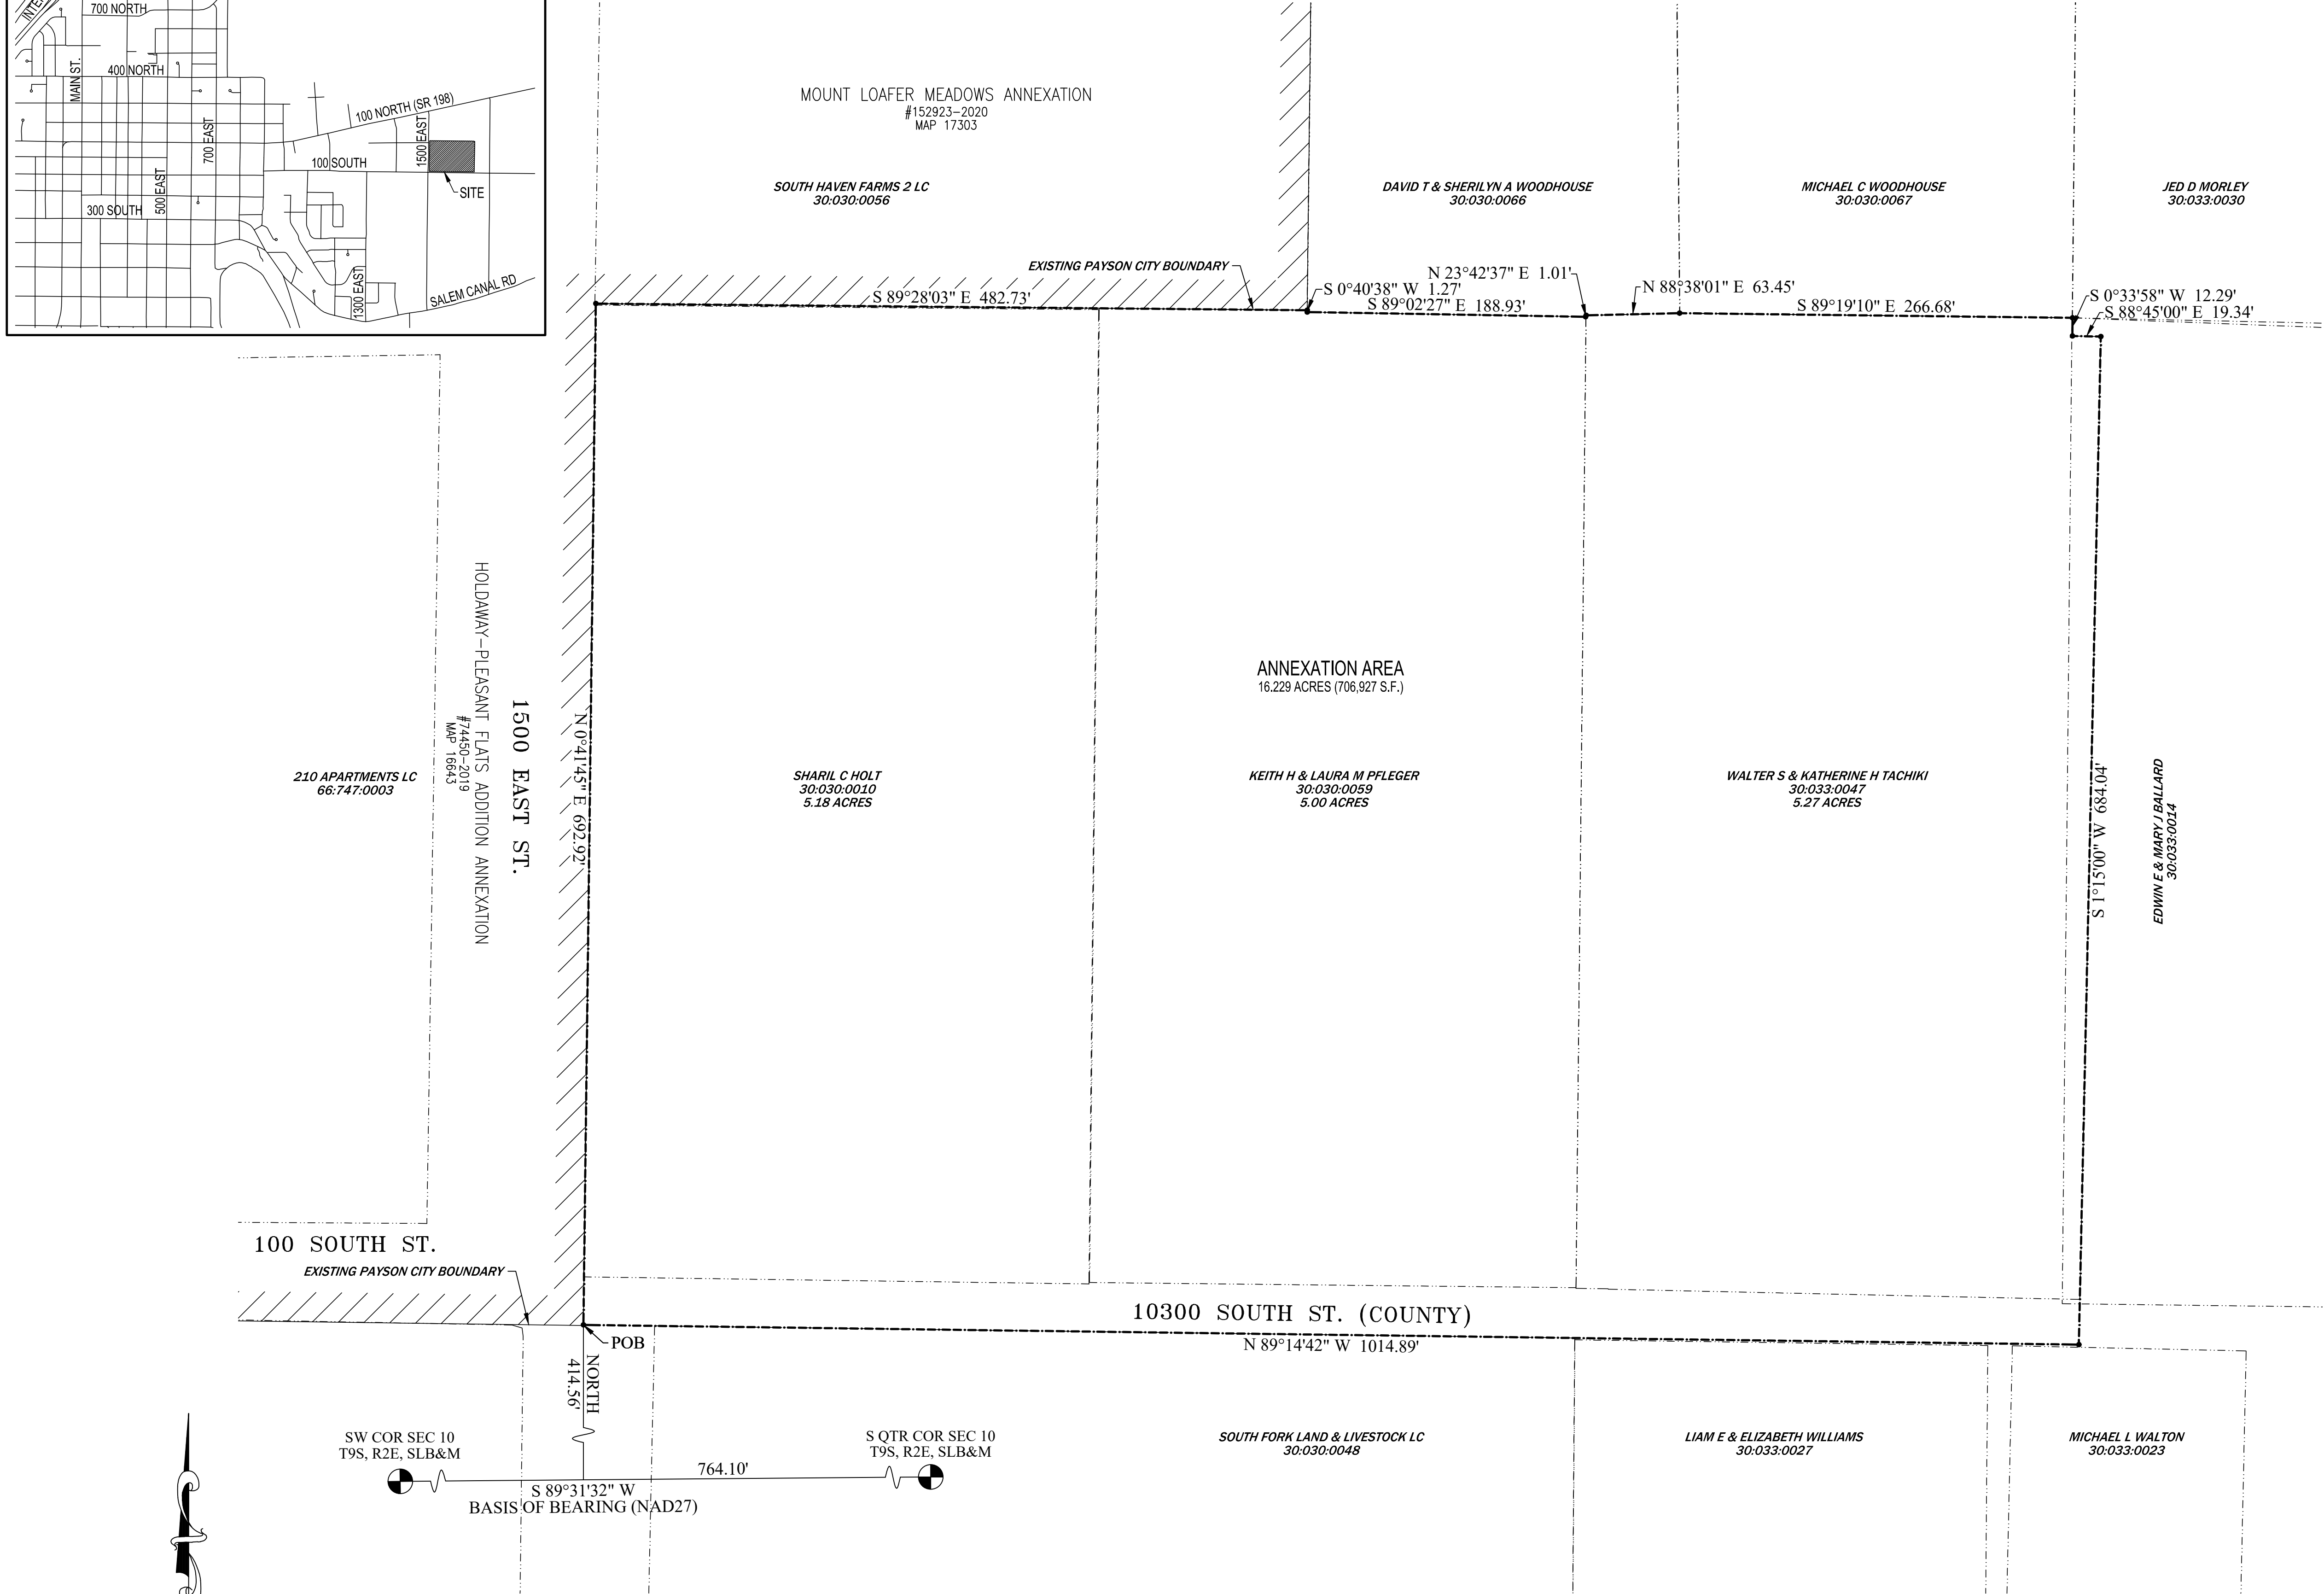 700 NORTH
MAIN ST.
400 NORTH
100 NORTH (SR 198)
700 EAST
1500 EAST
100 SOUTH
SITE
500 EAST
300 SOUTH
1300 EAST
SALEM CANAL RD
MOUNT LOAFER MEADOWS ANNEXATION
#152923-2020
MAP 17303
SOUTH HAVEN FARMS 2 LC
30:030:0056
DAVID T & SHERILYN A WOODHOUSE
30:030:0066
MICHAEL C WOODHOUSE
30:030:0067
JED D MORLEY
30:033:0030
EXISTING PAYSON CITY BOUNDARY
S 89°28'03" E 482.73'
S 0°40'38" W 1.27'
S 89°02'27" E 188.93'
N 23°42'37" E 1.01'
N 88°38'01" E 63.45'
S 89°19'10" E 266.68'
S 0°33'58" W 12.29'
S 88°45'00" E 19.34'
HOLDAWAY-PLEASANT FLATS ADDITION ANNEXATION
#74450-2019
MAP 16643
1500 EAST ST.
N 0°41'45" E 692.92'
ANNEXATION AREA
16.229 ACRES (706,927 S.F.)
210 APARTMENTS LC
66:747:0003
SHARIL C HOLT
30:030:0010
5.18 ACRES
KEITH H & LAURA M PFLEGER
30:030:0059
5.00 ACRES
WALTER S & KATHERINE H TACHIKI
30:033:0047
5.27 ACRES
S 1°15'00" W 684.04'
EDWIN E & MARY J BALLARD
30:033:0014
100 SOUTH ST.
EXISTING PAYSON CITY BOUNDARY
10300 SOUTH ST. (COUNTY)
POB
N 89°14'42" W 1014.89'
NORTH
414.56'
SW COR SEC 10
T9S, R2E, SLB&M
S QTR COR SEC 10
T9S, R2E, SLB&M
764.10'
S 89°31'32" W
BASIS OF BEARING (NAD27)
SOUTH FORK LAND & LIVESTOCK LC
30:030:0048
LIAM E & ELIZABETH WILLIAMS
30:033:0027
MICHAEL L WALTON
30:033:0023